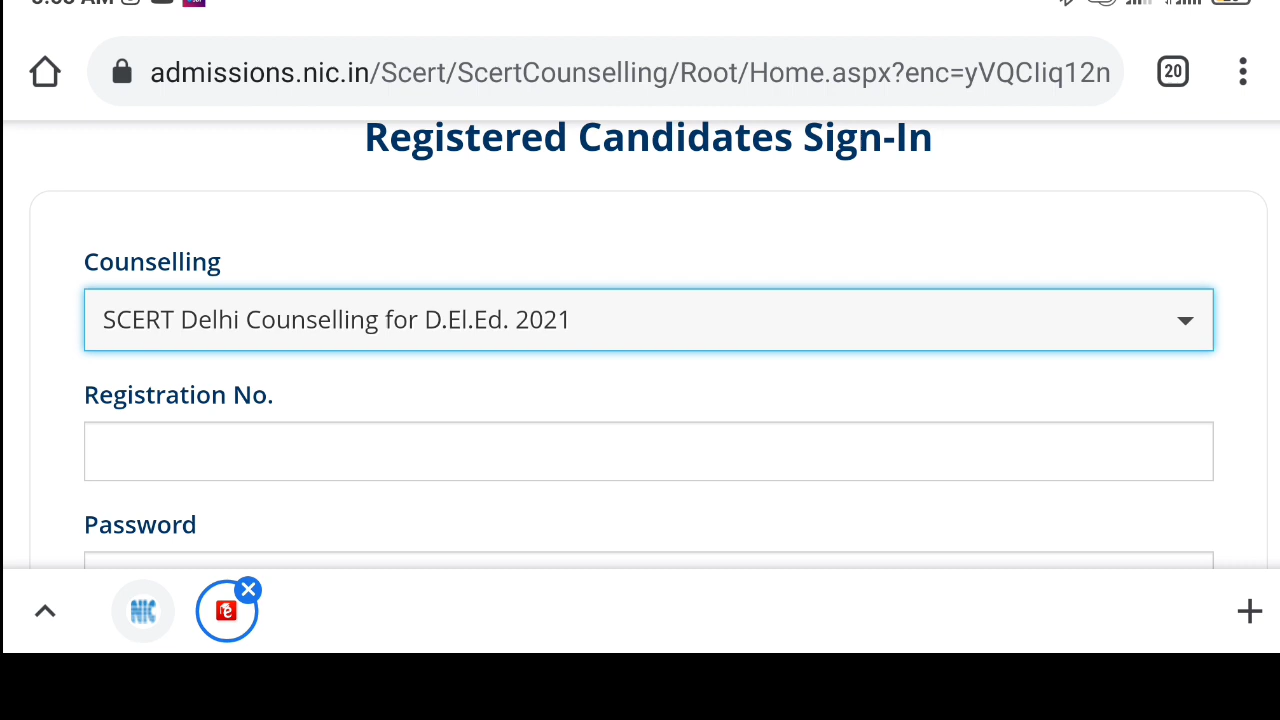 admissions.nic.in/Scert/ScertCounselling/Root/Home.aspx?enc=yVQCIiq12n
20
Registered Candidates Sign-In
Counselling
SCERT Delhi Counselling for D.El.Ed. 2021
Registration No.
Password
NIC